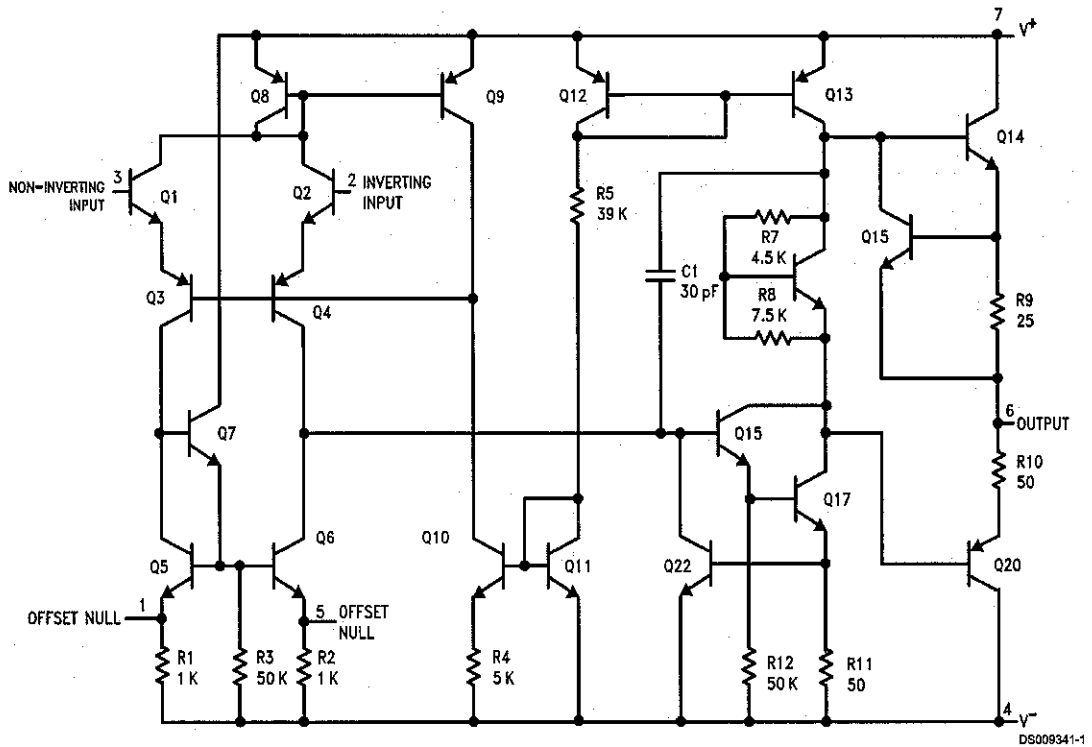 7
V+
Q8
Q9
Q12
Q13
Q14
3
NON-INVERTING
INPUT
Q1
Q2
2 INVERTING
INPUT
R5
39 K
R7
4.5 K
Q15
Q3
Q4
C1
30 pF
R8
7.5 K
R9
25
Q7
Q15
6
OUTPUT
R10
50
Q5
Q6
Q10
Q11
Q22
Q17
Q20
OFFSET NULL
1
5 OFFSET
NULL
R1
1 K
R3
50 K
R2
1 K
R4
5 K
R12
50 K
R11
50
4
V-
DS009341-1